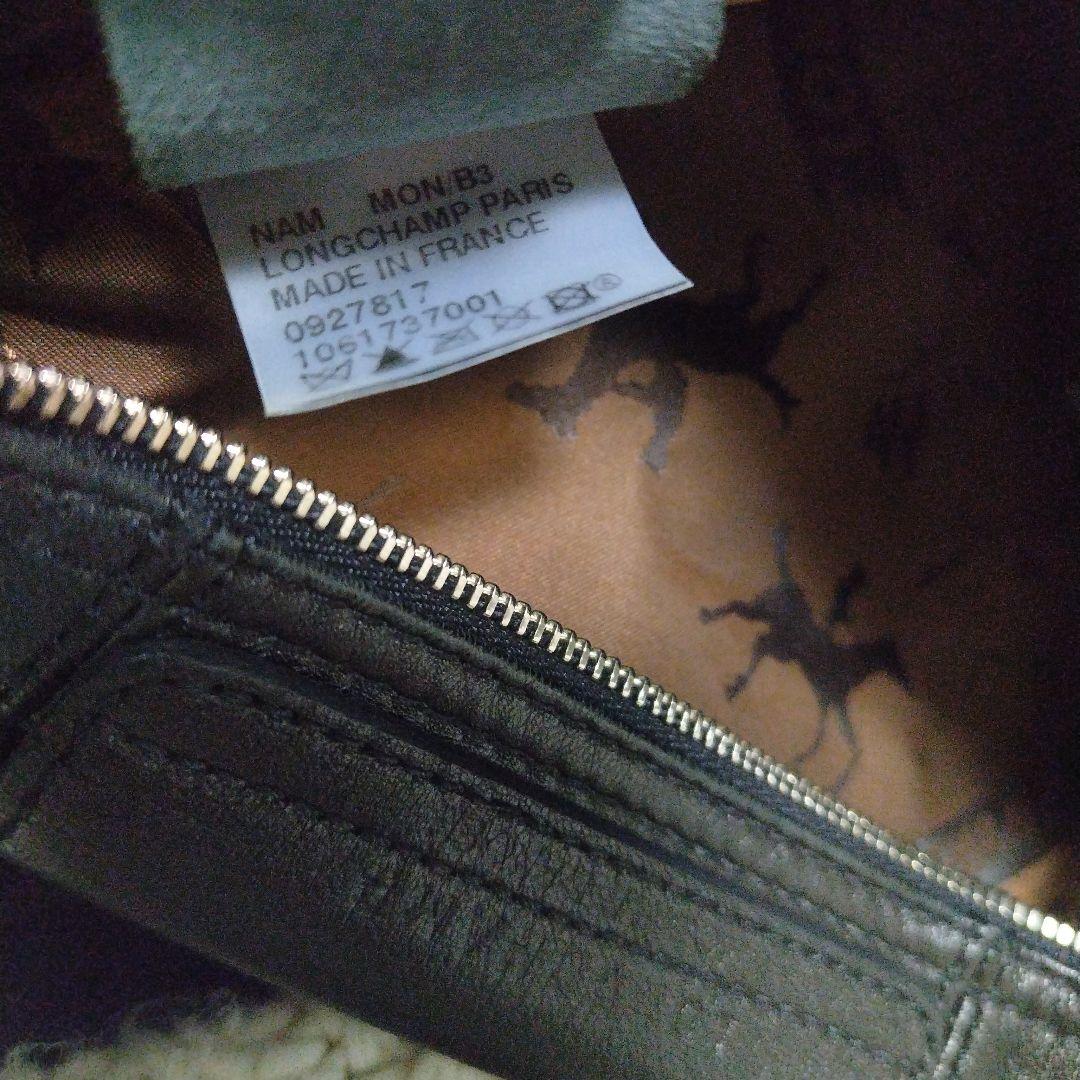 NAM MON/B3
LONGCHAMP PARIS
MADE IN FRANCE
0927817
1061737001